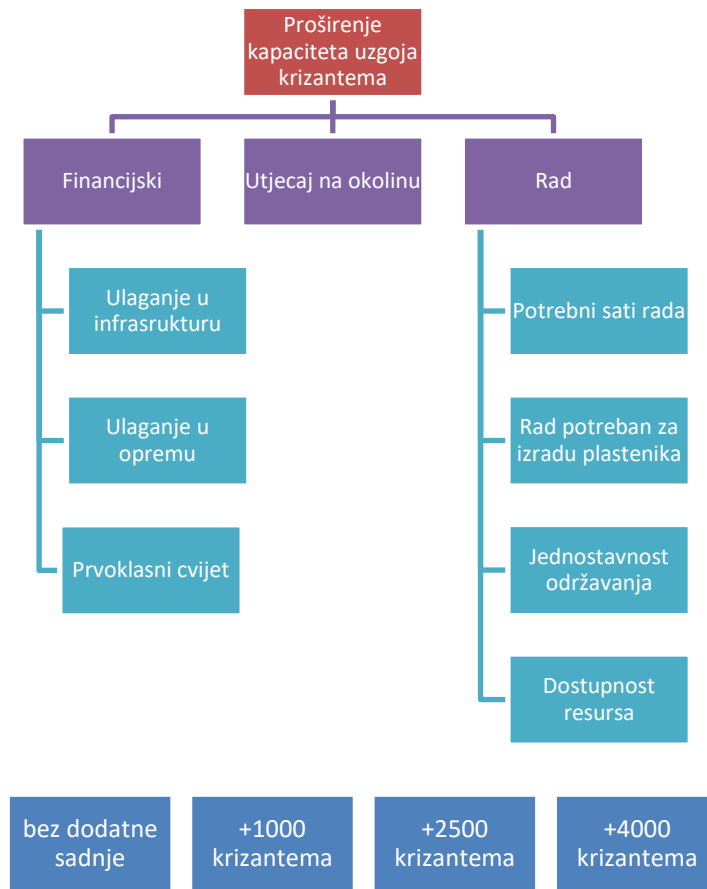 Proširenje
kapaciteta uzgoja
krizantema
Financijski
Utjecaj na okolinu
Rad
Ulaganje u
infrasrukturu
Ulaganje u
opremu
Prvoklasni cvijet
Potrebni sati rada
Rad potreban za
izradu plastenika
Jednostavnost
održavanja
Dostupnost
resursa
bez dodatne
sadnje
+1000
krizantema
+2500
krizantema
+4000
krizantema